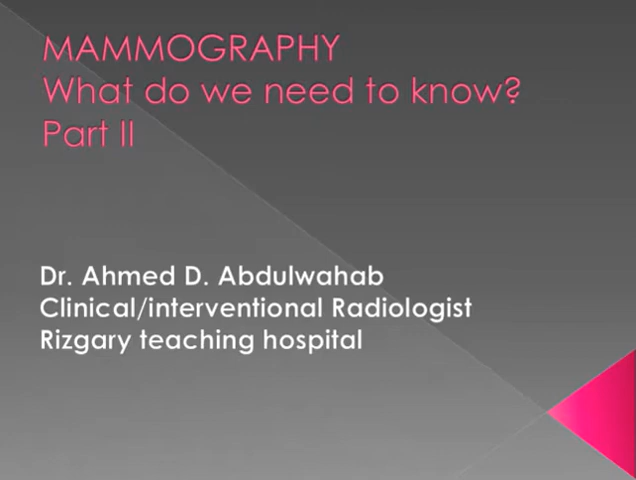 MAMMOGRAPHY
What do we need to know?
Part II
Dr. Ahmed D. Abdulwahab
Clinical/interventional Radiologist
Rizgary teaching hospital